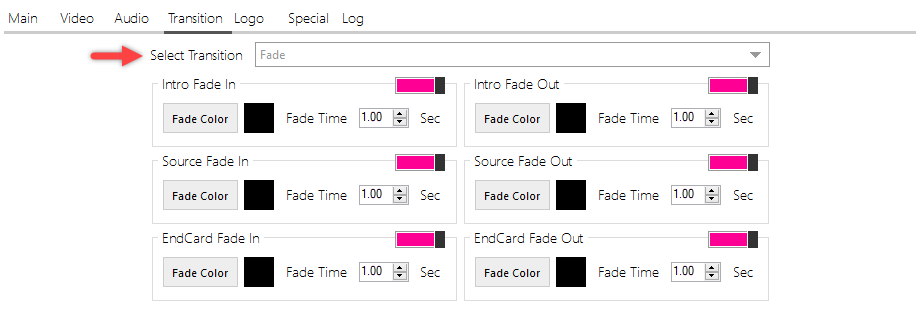 Main Video Audio Transition Logo Special Log
Select Transition Fade
Intro Fade In Intro Fade Out
Fade Color Fade Time 1.00 Sec Fade Color Fade Time 1.00 Sec
Source Fade In Source Fade Out
Fade Color Fade Time 1.00 Sec Fade Color Fade Time 1.00 Sec
EndCard Fade In EndCard Fade Out
Fade Color Fade Time 1.00 Sec Fade Color Fade Time 1.00 Sec